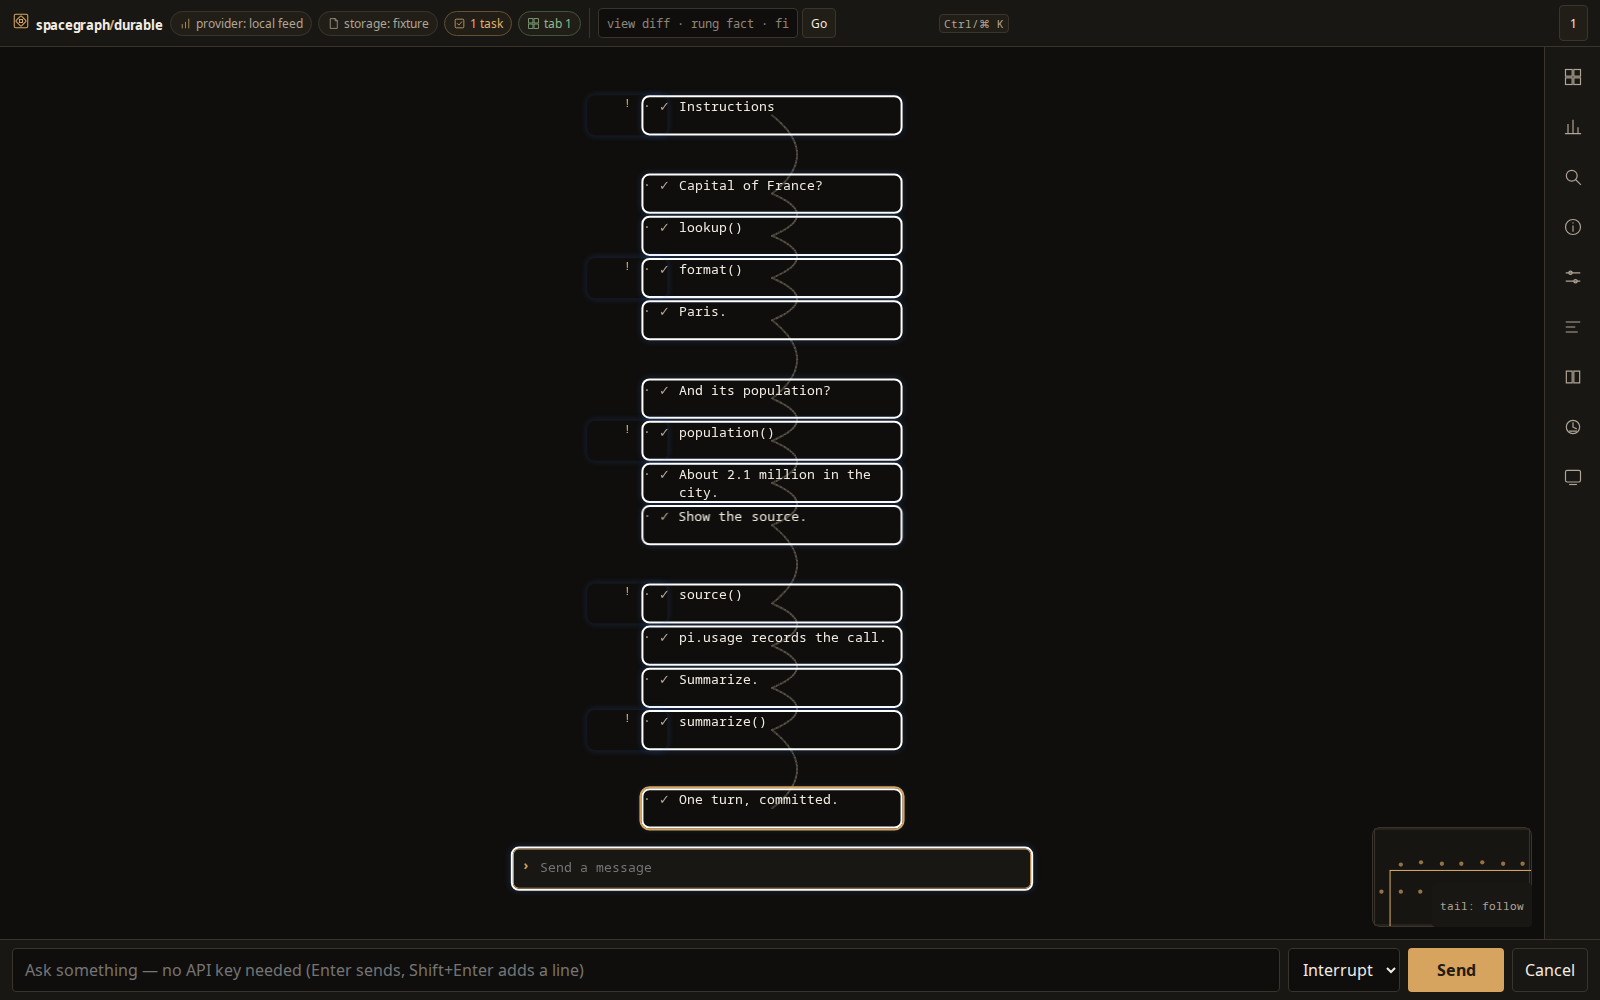 spacegraph/durable provider: local feed storage: fixture 1 task tab 1 view diff · rung fact · fi Go Ctrl/⌘ K 1
! · ✓ Instructions
· ✓ Capital of France?
· ✓ lookup()
! · ✓ format()
· ✓ Paris.
· ✓ And its population?
! · ✓ population()
· ✓ About 2.1 million in the
city.
· ✓ Show the source.
! · ✓ source()
· ✓ pi.usage records the call.
· ✓ Summarize.
! · ✓ summarize()
· ✓ One turn, committed.
› Send a message
tail: follow
Ask something — no API key needed (Enter sends, Shift+Enter adds a line) Interrupt Send Cancel